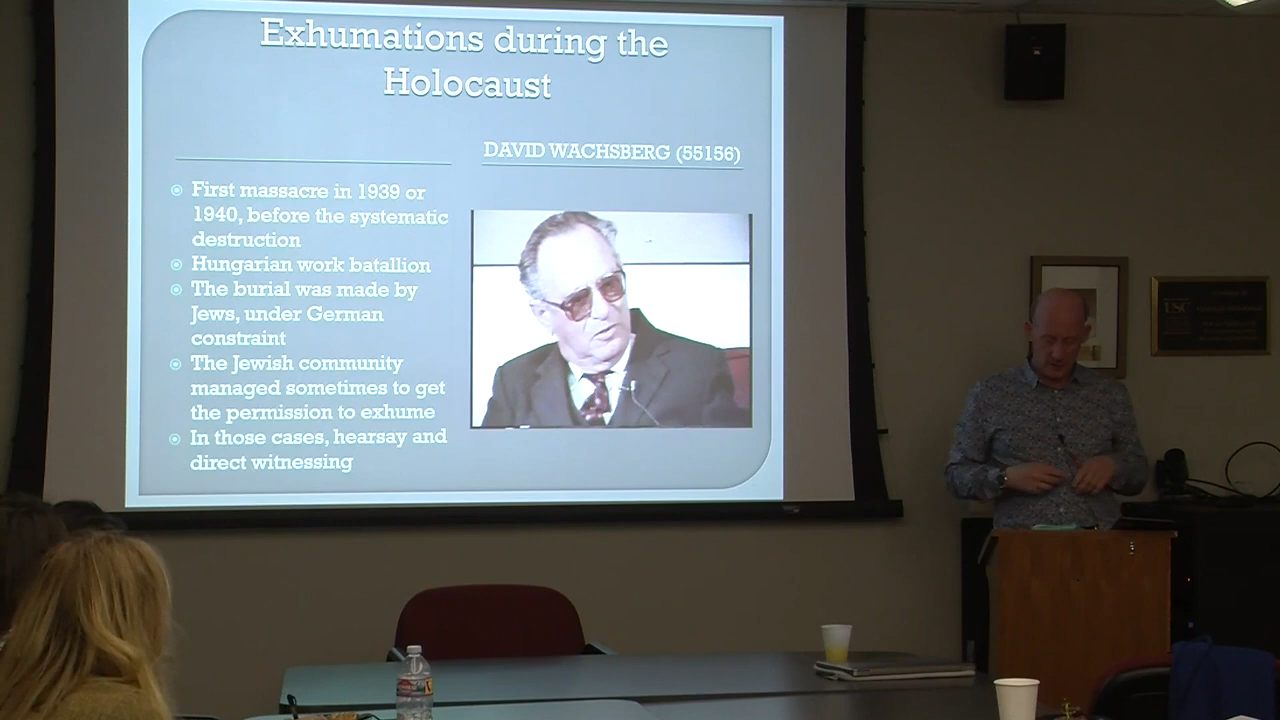 Exhumations during the
Holocaust
DAVID WACHSBERG (55156)
First massacre in 1939 or
1940, before the systematic
destruction
Hungarian work batallion
The burial was made by
Jews, under German
constraint
The Jewish community
managed sometimes to get
the permission to exhume
In those cases, hearsay and
direct witnessing
USC